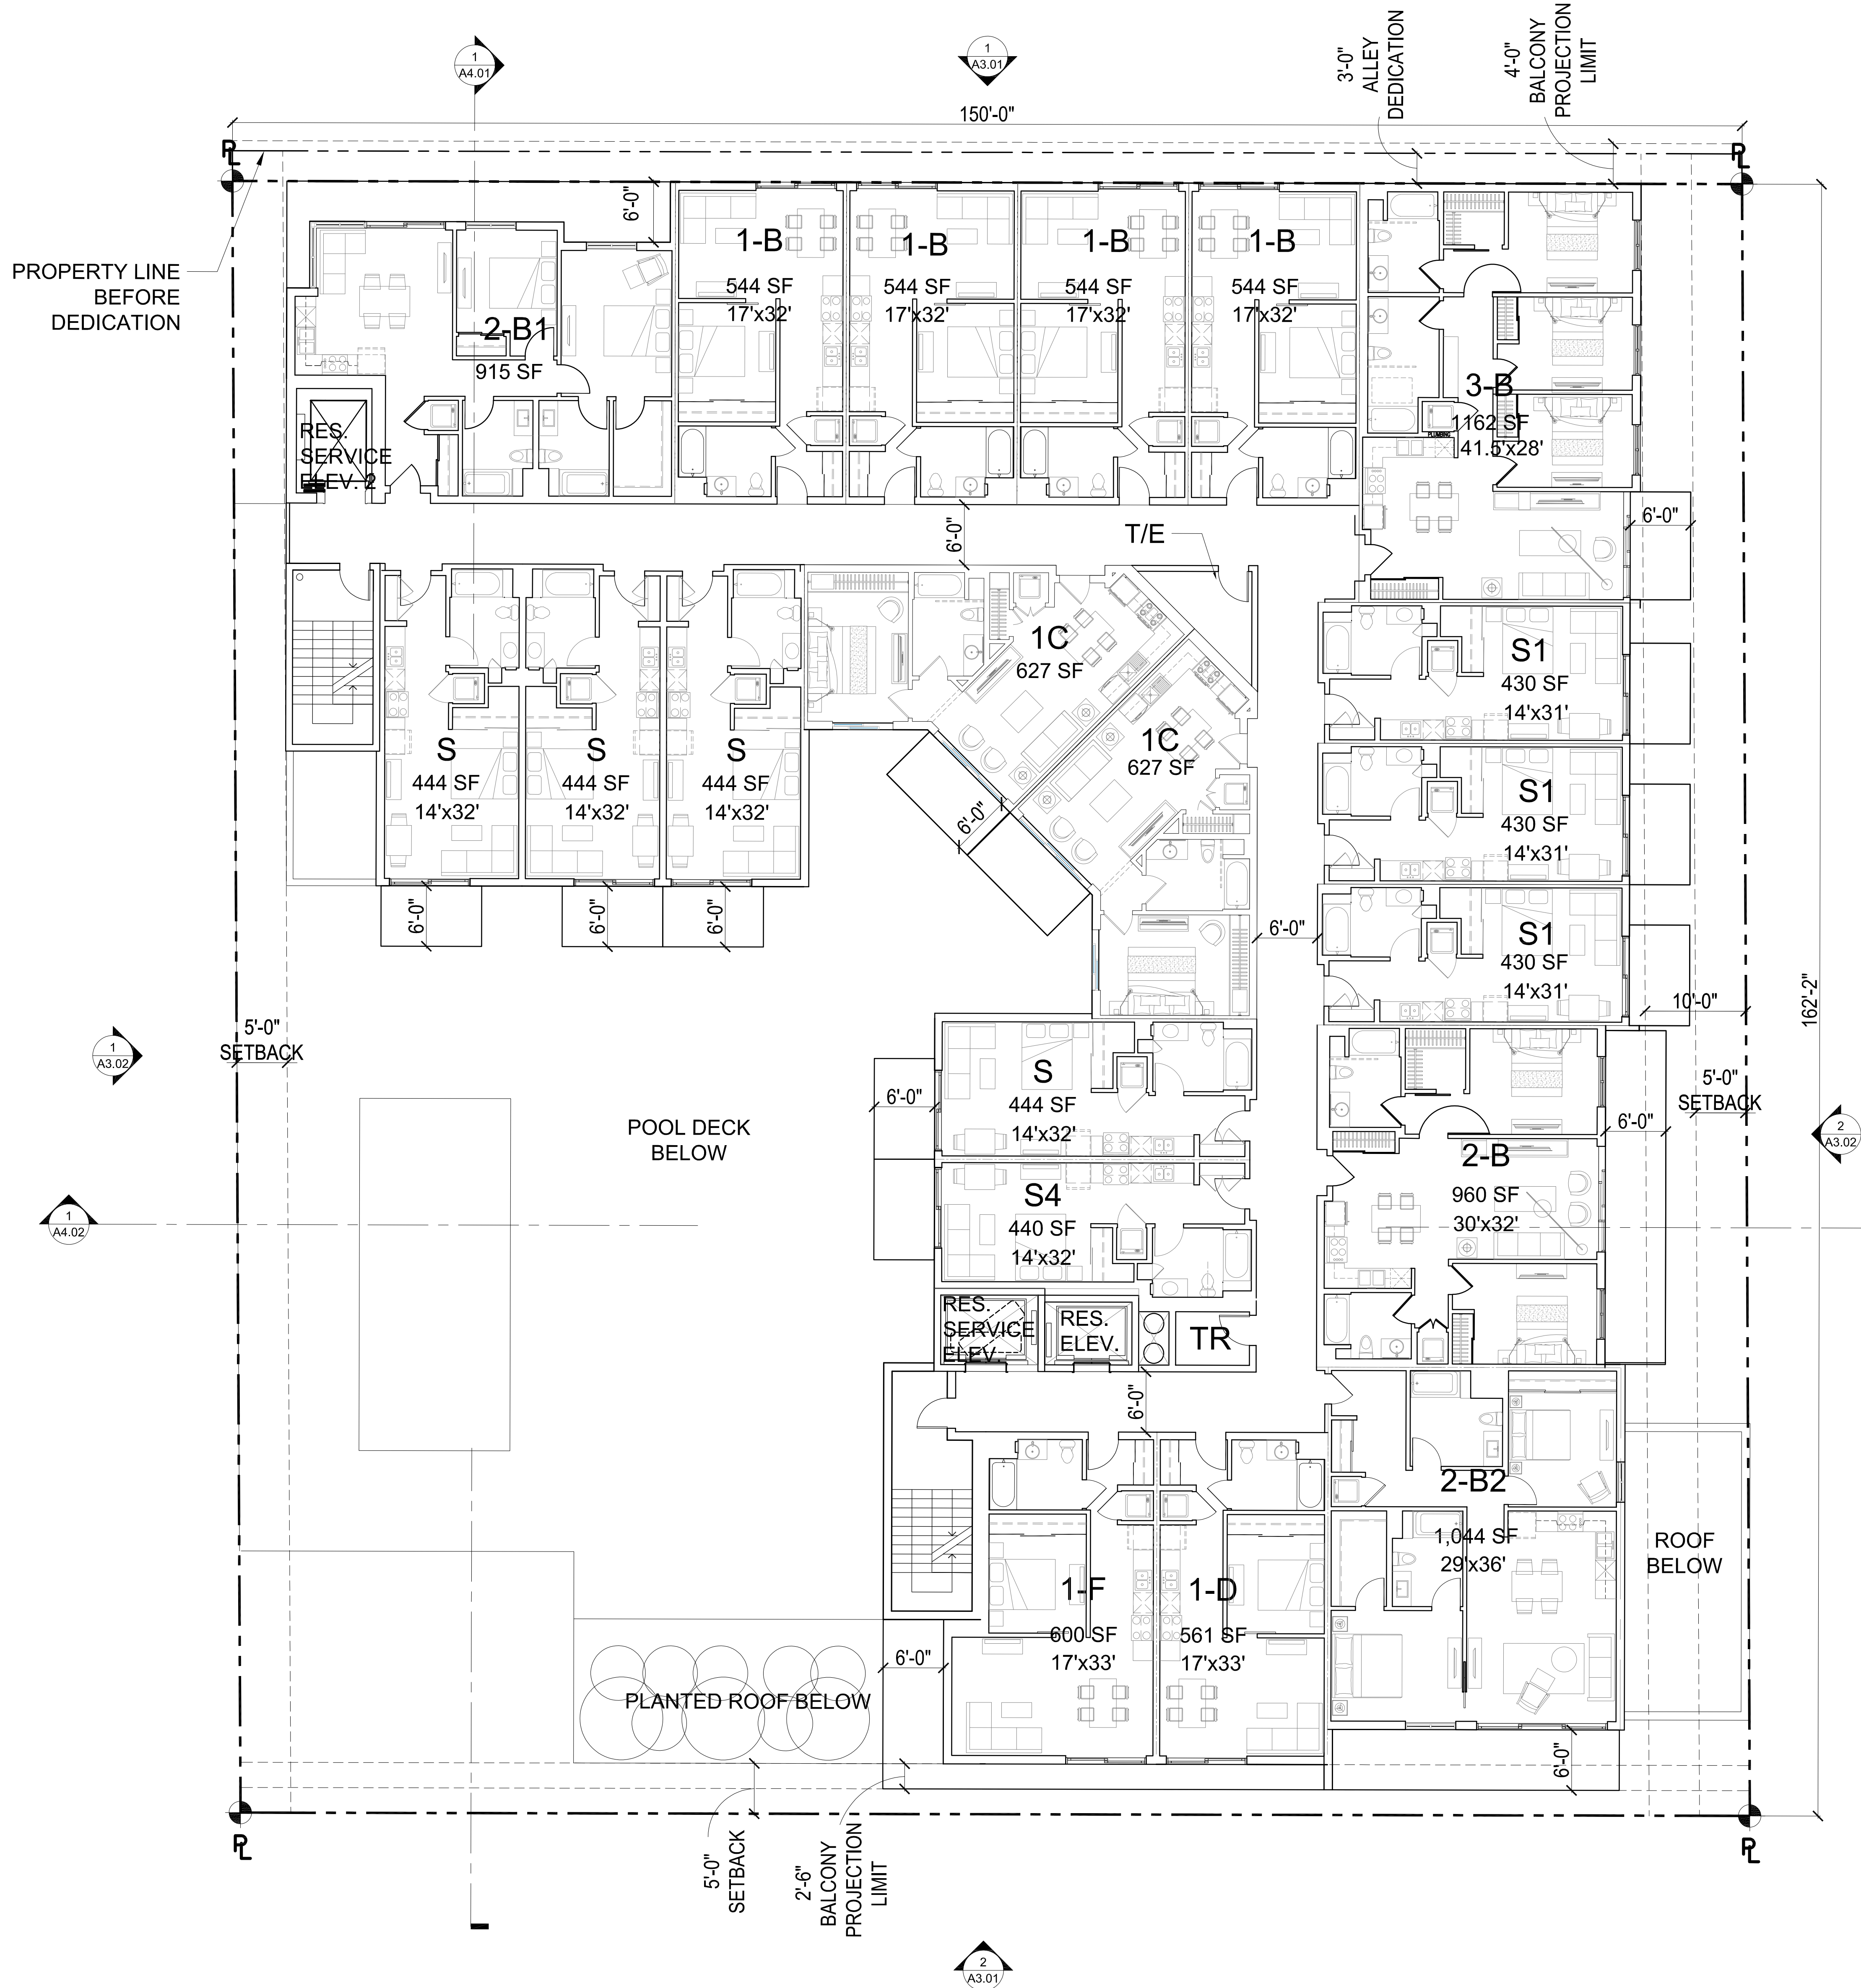 1
A4.01
1
A3.01
3'-0"
ALLEY
DEDICATION
4'-0"
BALCONY
PROJECTION
LIMIT
150'-0"
PL
PL
PROPERTY LINE
BEFORE
DEDICATION
6'-0"
2-B1
915 SF
1-B
544 SF
17'x32'
1-B
544 SF
17'x32'
1-B
544 SF
17'x32'
1-B
544 SF
17'x32'
3-B
1162 SF
PLUMBING
41.5'x28'
RES.
SERVICE
ELEV. 2
6'-0"
T/E
6'-0"
1C
627 SF
1C
627 SF
6'-0"
S
444 SF
14'x32'
S
444 SF
14'x32'
S
444 SF
14'x32'
6'-0"
6'-0"
6'-0"
S1
430 SF
14'x31'
S1
430 SF
14'x31'
S1
430 SF
14'x31'
6'-0"
10'-0"
162'-2"
1
A3.02
5'-0"
SETBACK
POOL DECK
BELOW
6'-0"
S
444 SF
14'x32'
S4
440 SF
14'x32'
2-B
960 SF
30'x32'
6'-0"
5'-0"
SETBACK
2
A3.02
1
A4.02
RES.
SERVICE
ELEV.
RES.
ELEV.
TR
6'-0"
2-B2
1,044 SF
29'x36'
ROOF
BELOW
1-F
600 SF
17'x33'
1-D
561 SF
17'x33'
6'-0"
PLANTED ROOF BELOW
6'-0"
PL
PL
5'-0"
SETBACK
2'-6"
BALCONY
PROJECTION
LIMIT
2
A3.01